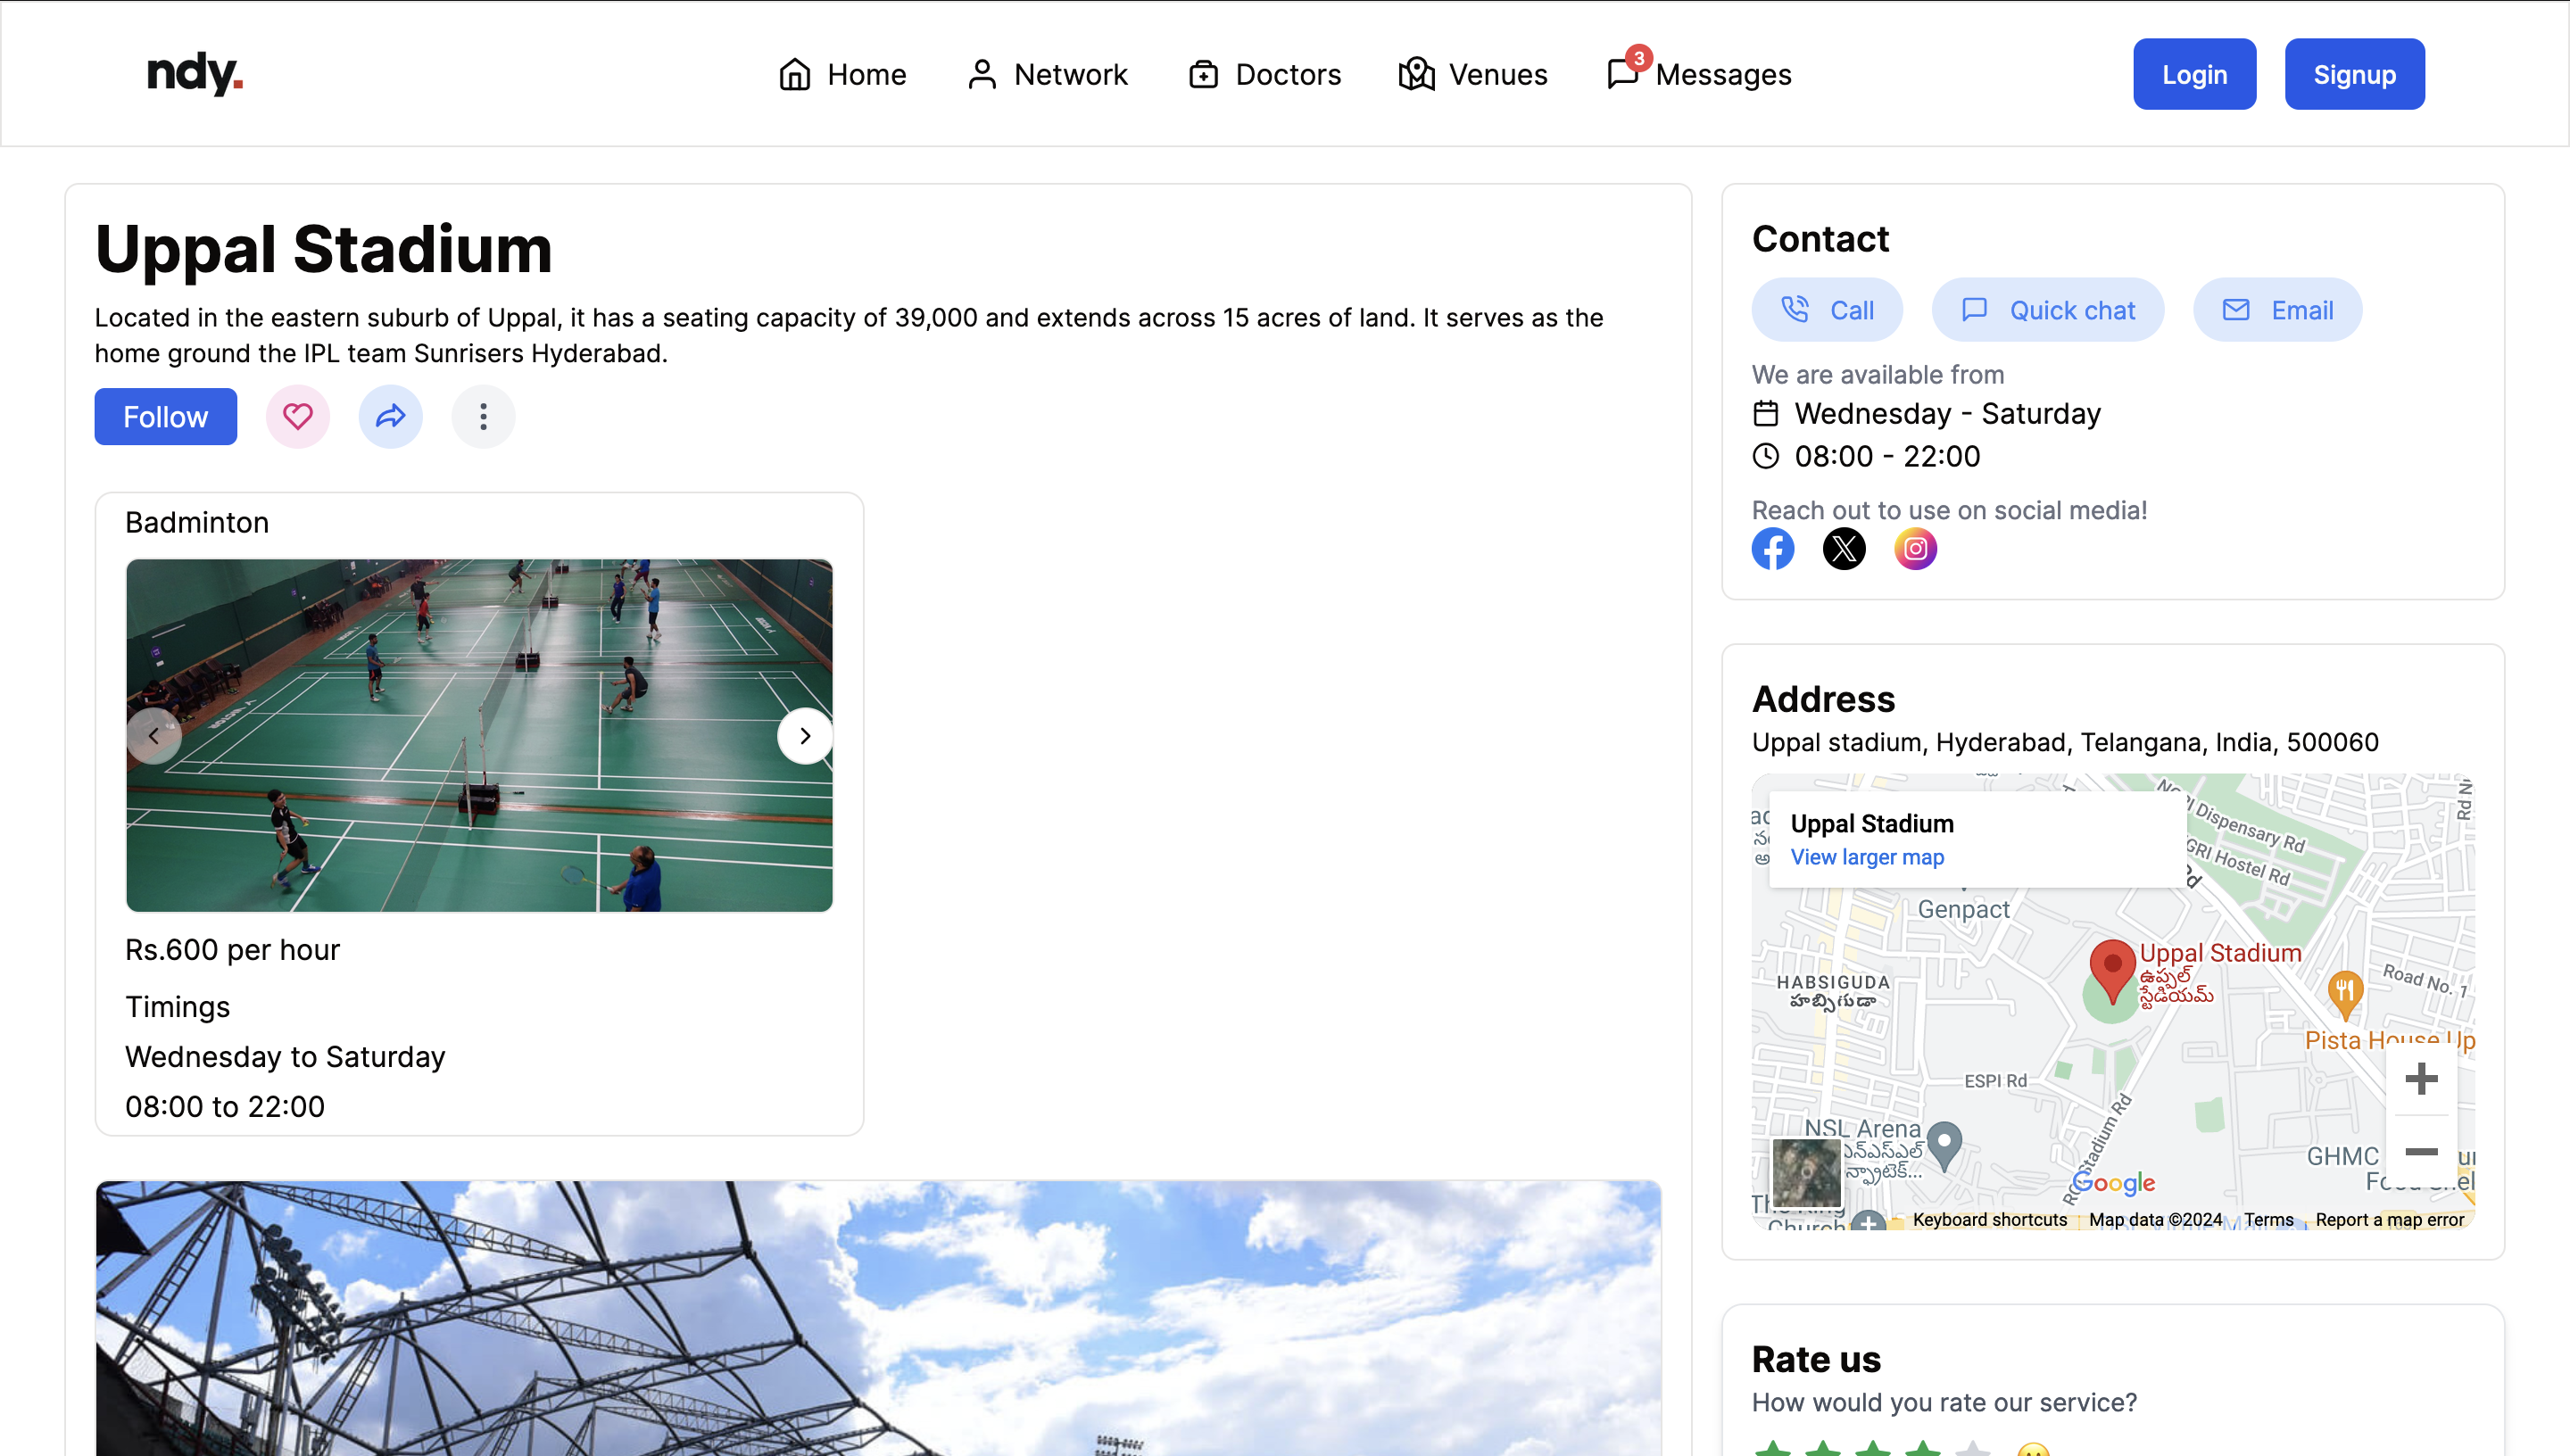 ndy.
Home
Network
Doctors
Venues
3
Messages
Login
Signup
Uppal Stadium
Located in the eastern suburb of Uppal, it has a seating capacity of 39,000 and extends across 15 acres of land. It serves as the
home ground the IPL team Sunrisers Hyderabad.
Follow
Badminton
Rs.600 per hour
Timings
Wednesday to Saturday
08:00 to 22:00
Contact
Call
Quick chat
Email
We are available from
Wednesday - Saturday
08:00 - 22:00
Reach out to use on social media!
Address
Uppal stadium, Hyderabad, Telangana, India, 500060
Uppal Stadium
View larger map
Dispensary Rd
Hostel Rd
Genpact
Uppal Stadium
ఉప్పల్
స్టేడియమ్
HABSIGUDA
హబ్సిగుడా
Road No. 1
Pista House
ESPI Rd
NSL Arena
Stadium Rd
GHMC
Google
Keyboard shortcuts
Map data ©2024
Terms
Report a map error
Rate us
How would you rate our service?